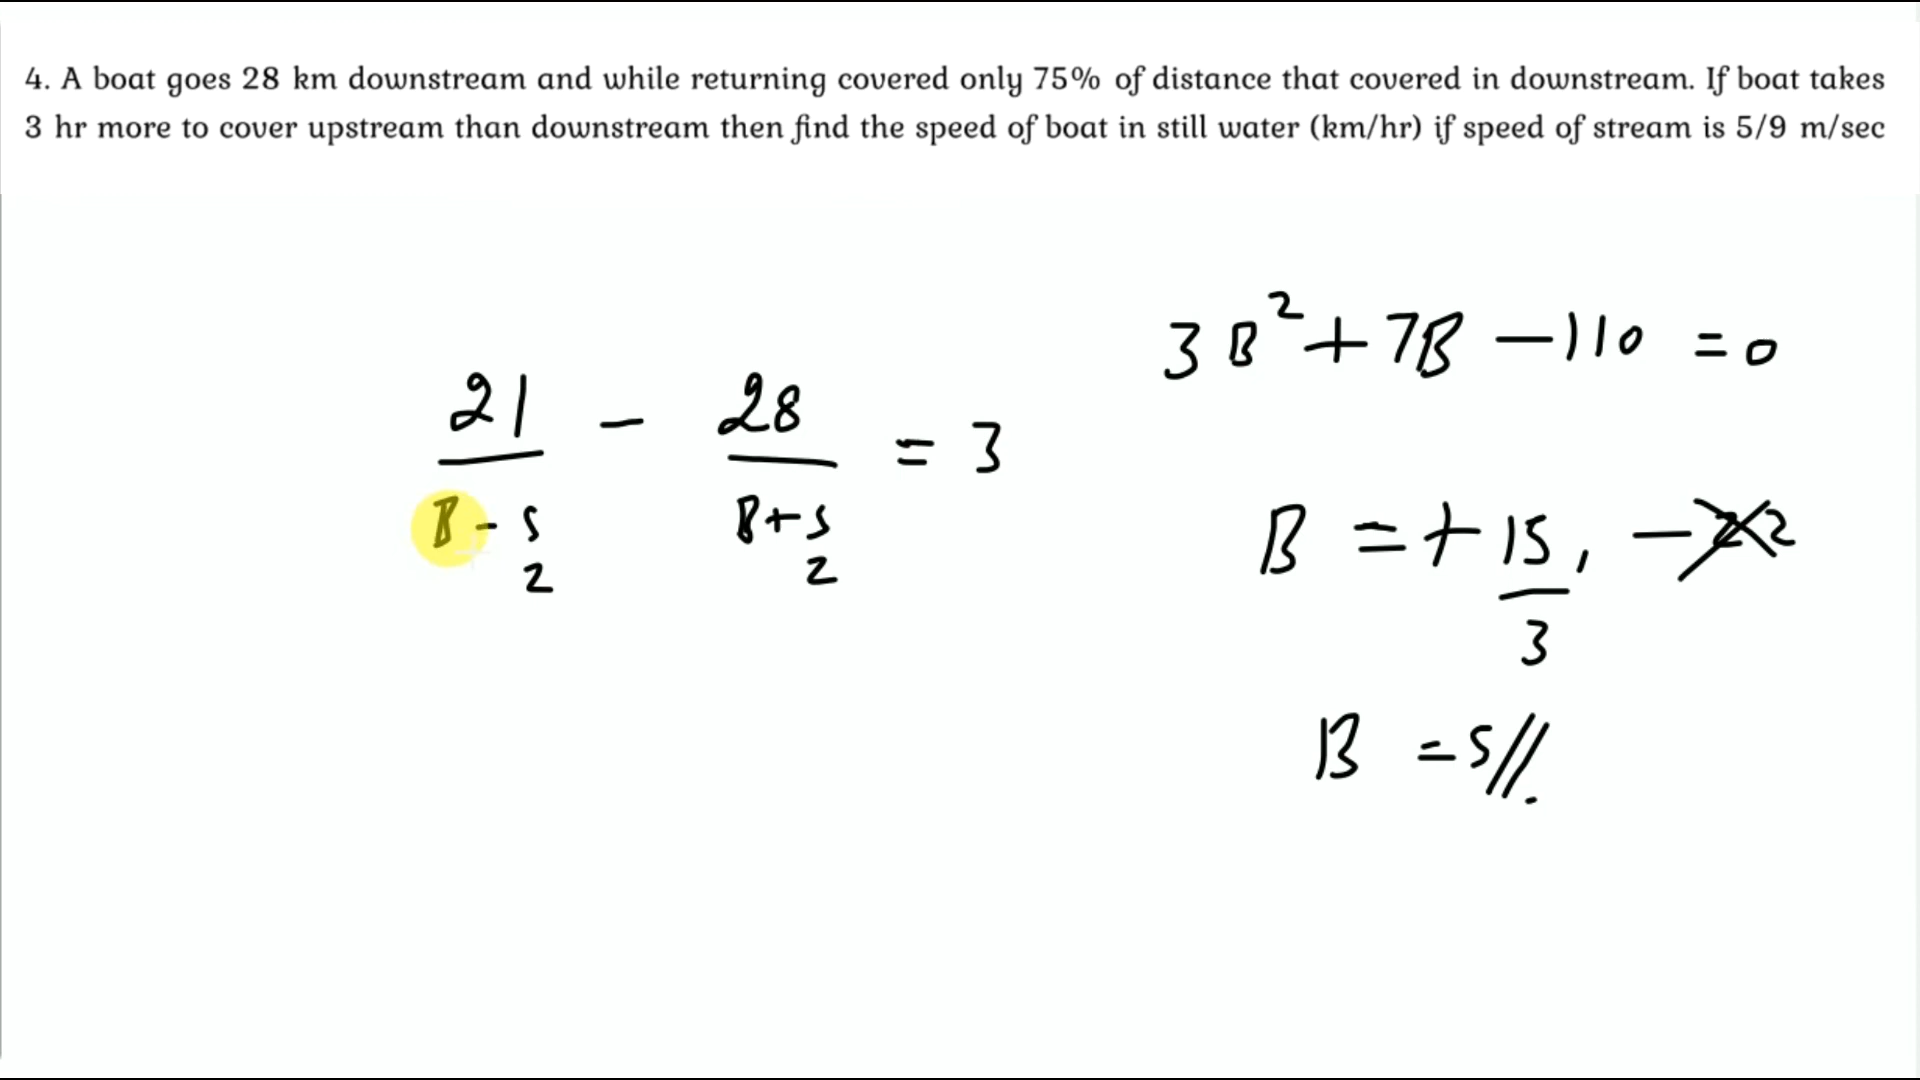 4. A boat goes 28 km downstream and while returning covered only 75% of distance that covered in downstream. If boat takes
3 hr more to cover upstream than downstream then find the speed of boat in still water (km/hr) if speed of stream is 5/9 m/sec
21 - 28 = 3
B - s B + s
2 2
3B² + 7B - 110 = 0
B = + 15, - 22
3
B = 5//.